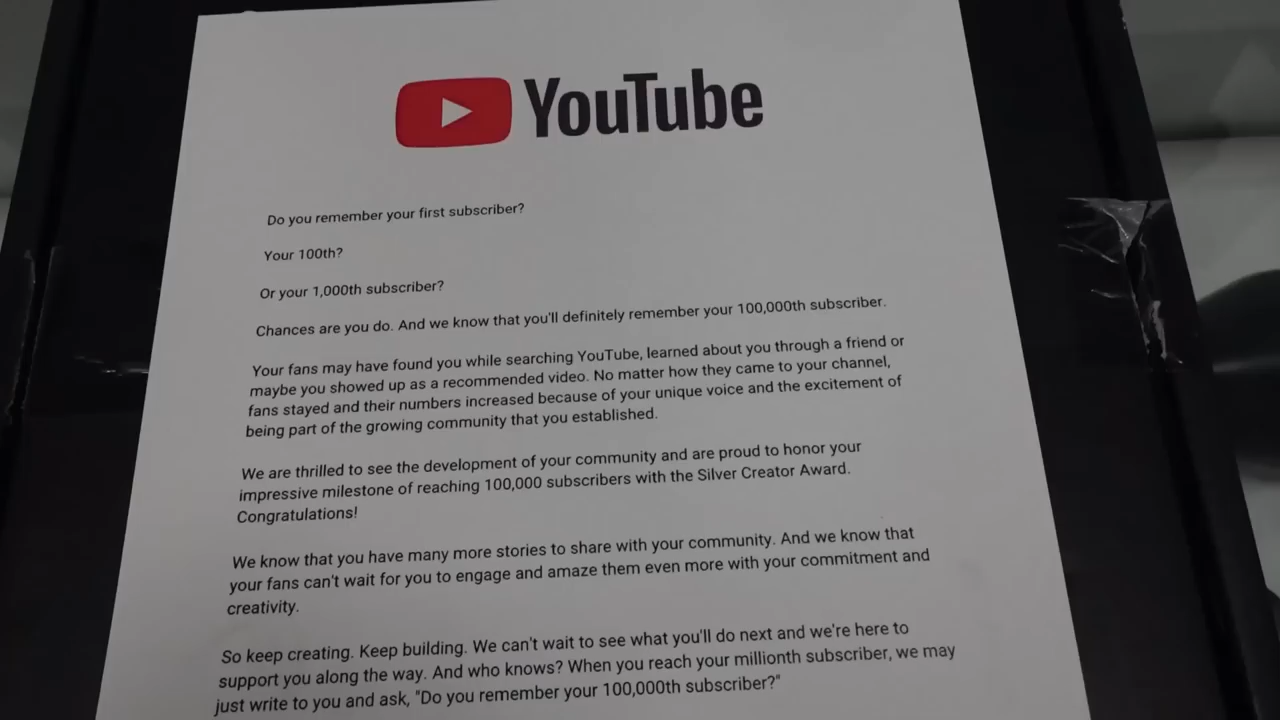 YouTube
Do you remember your first subscriber?
Your 100th?
Or your 1,000th subscriber?
Chances are you do. And we know that you'll definitely remember your 100,000th subscriber.
Your fans may have found you while searching YouTube, learned about you through a friend or
maybe you showed up as a recommended video. No matter how they came to your channel,
fans stayed and their numbers increased because of your unique voice and the excitement of
being part of the growing community that you established.
We are thrilled to see the development of your community and are proud to honor your
impressive milestone of reaching 100,000 subscribers with the Silver Creator Award.
Congratulations!
We know that you have many more stories to share with your community. And we know that
your fans can't wait for you to engage and amaze them even more with your commitment and
creativity.
So keep creating. Keep building. We can't wait to see what you'll do next and we're here to
support you along the way. And who knows? When you reach your millionth subscriber, we may
just write to you and ask, "Do you remember your 100,000th subscriber?"